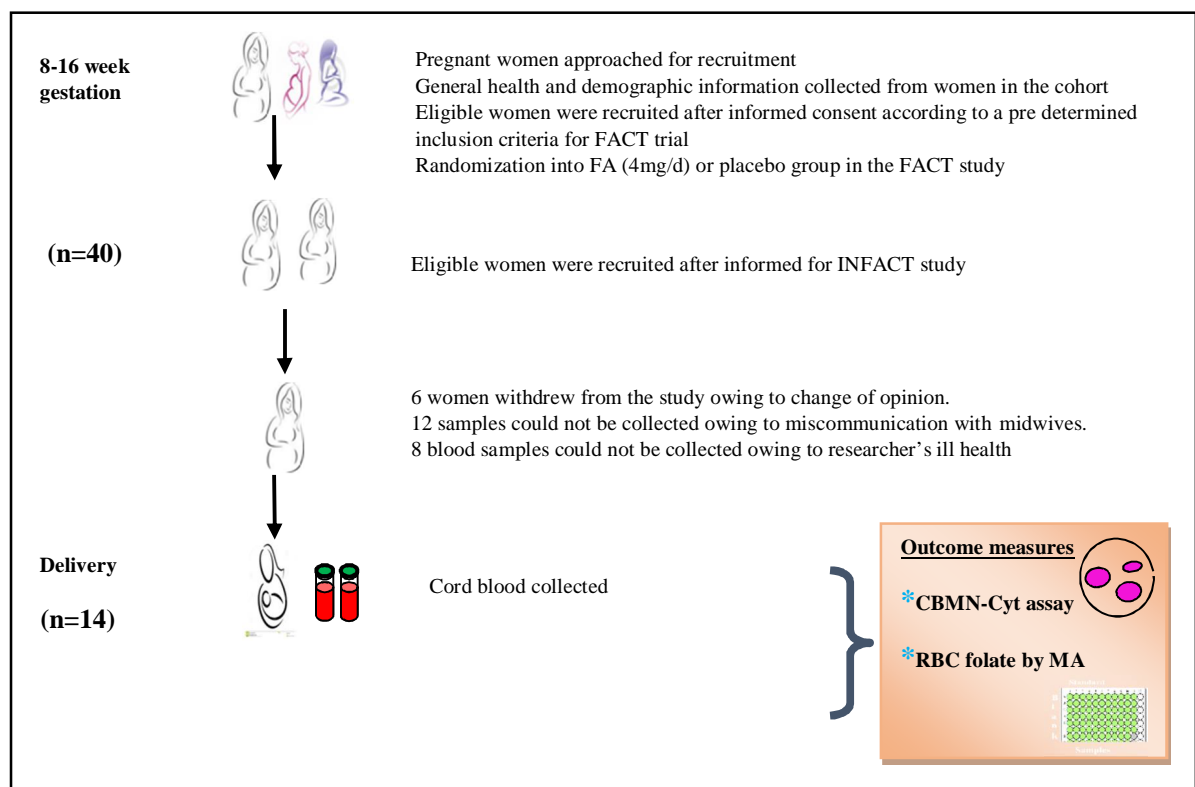 8-16 week
gestation
Pregnant women approached for recruitment
General health and demographic information collected from women in the cohort
Eligible women were recruited after informed consent according to a pre determined
inclusion criteria for FACT trial
Randomization into FA (4mg/d) or placebo group in the FACT study
(n=40)
Eligible women were recruited after informed for INFACT study
6 women withdrew from the study owing to change of opinion.
12 samples could not be collected owing to miscommunication with midwives.
8 blood samples could not be collected owing to researcher's ill health
Delivery
(n=14)
Cord blood collected
Outcome measures
*CBMN-Cyt assay
*RBC folate by MA
Samples